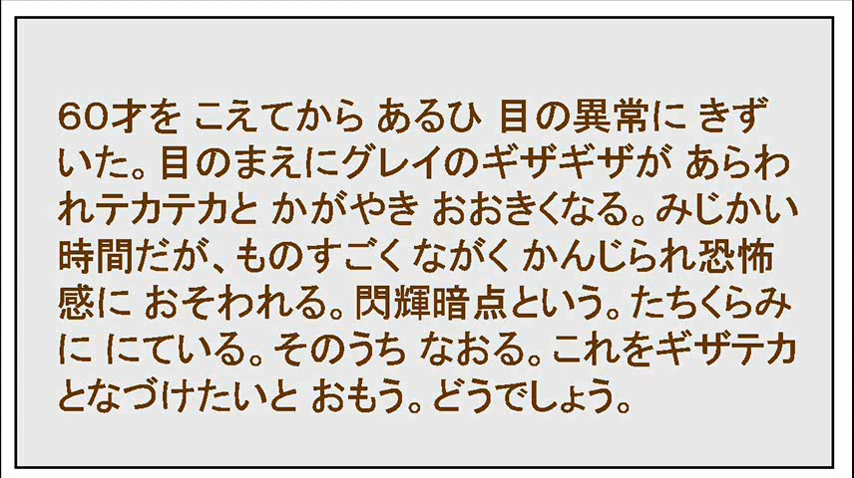 60才を こえてから あるひ 目の異常に きず
いた。目のまえにグレイのギザギザが あらわ
れテカテカと かがやき おおきくなる。みじかい
時間だが、ものすごく ながく かんじられ恐怖
感に おそわれる。閃輝暗点という。たちくらみ
に にている。そのうち なおる。これをギザテカ
となづけたいと おもう。どうでしょう。